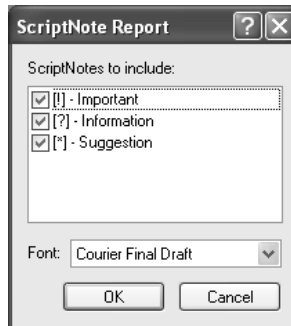 ScriptNote Report
ScriptNotes to include:
[!] - Important
[?] - Information
[*] - Suggestion
Font: Courier Final Draft
OK Cancel